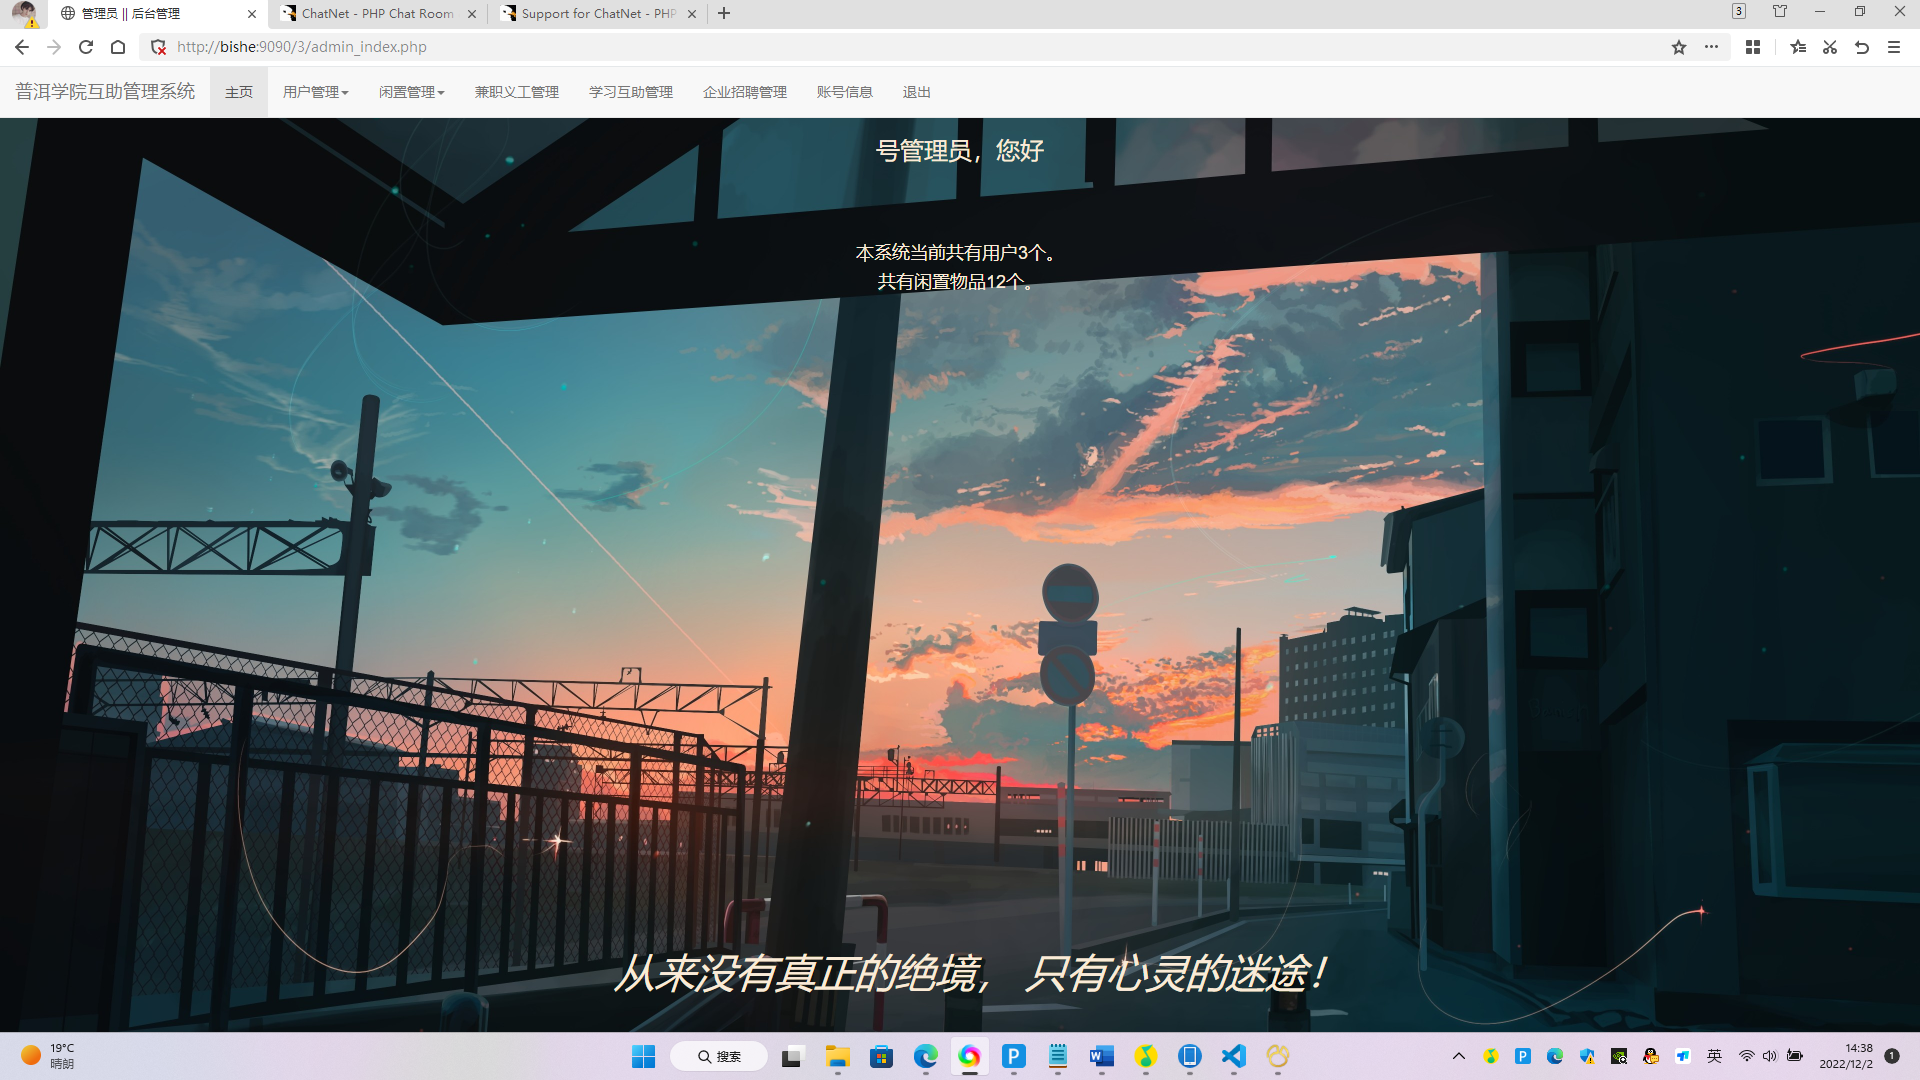 管理员 || 后台管理
ChatNet - PHP Chat Room
Support for ChatNet - PHP
3
http://bishe:9090/3/admin_index.php
普洱学院互助管理系统
主页
用户管理
闲置管理
兼职义工管理
学习互助管理
企业招聘管理
账号信息
退出
号管理员，您好
本系统当前共有用户3个。
共有闲置物品12个。
从来没有真正的绝境， 只有心灵的迷途！
19°C
晴朗
搜索
英
14:38
2022/12/2
1